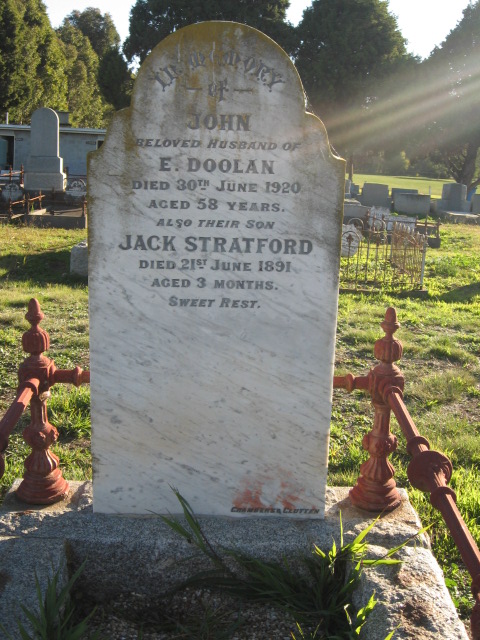 In Memory
OF
JOHN
BELOVED HUSBAND OF
E. DOOLAN
DIED 30TH JUNE 1920
AGED 58 YEARS.
ALSO THEIR SON
JACK STRATFORD
DIED 21ST JUNE 1891
AGED 3 MONTHS.
SWEET REST.